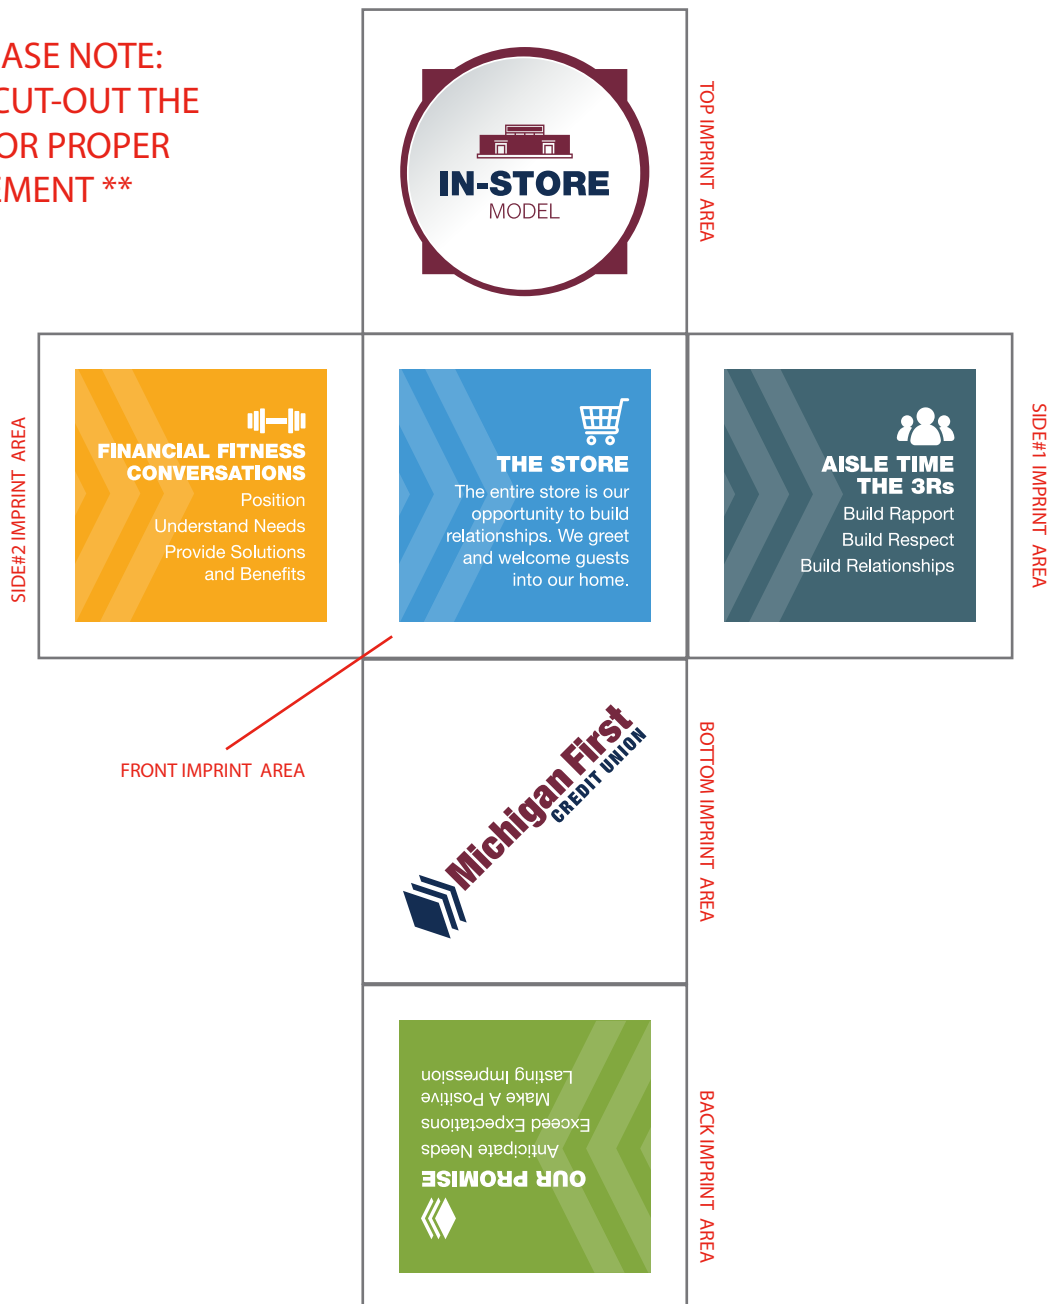 ASE NOTE:
CUT-OUT THE
OR PROPER
EMENT **
IN-STORE
MODEL
TOP IMPRINT AREA
SIDE#2 IMPRINT AREA
FINANCIAL FITNESS
CONVERSATIONS
Position
Understand Needs
Provide Solutions
and Benefits
THE STORE
The entire store is our
opportunity to build
relationships. We greet
and welcome guests
into our home.
AISLE TIME
THE 3Rs
Build Rapport
Build Respect
Build Relationships
SIDE#1 IMPRINT AREA
FRONT IMPRINT AREA
Michigan First
CREDIT UNION
BOTTOM IMPRINT AREA
OUR PROMISE
Anticipate Needs
Exceed Expectations
Make A Positive
Lasting Impression
BACK IMPRINT AREA